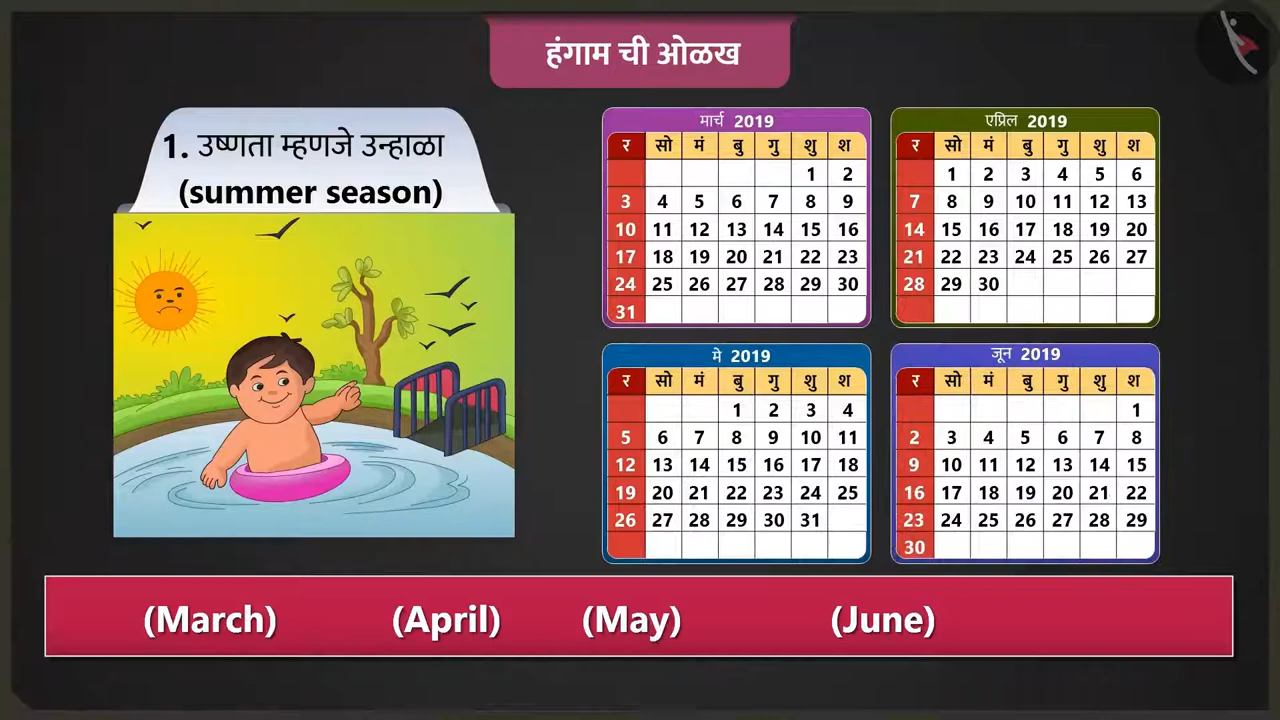 हंगाम ची ओळख
1. उष्णता म्हणजे उन्हाळा
(summer season)
मार्च 2019
र सो मं बु गु शु श
1 2
3 4 5 6 7 8 9
10 11 12 13 14 15 16
17 18 19 20 21 22 23
24 25 26 27 28 29 30
31
एप्रिल 2019
र सो मं बु गु शु श
1 2 3 4 5 6
7 8 9 10 11 12 13
14 15 16 17 18 19 20
21 22 23 24 25 26 27
28 29 30
मे 2019
र सो मं बु गु शु श
1 2 3 4
5 6 7 8 9 10 11
12 13 14 15 16 17 18
19 20 21 22 23 24 25
26 27 28 29 30 31
जून 2019
र सो मं बु गु शु श
1
2 3 4 5 6 7 8
9 10 11 12 13 14 15
16 17 18 19 20 21 22
23 24 25 26 27 28 29
30
(March) (April) (May) (June)